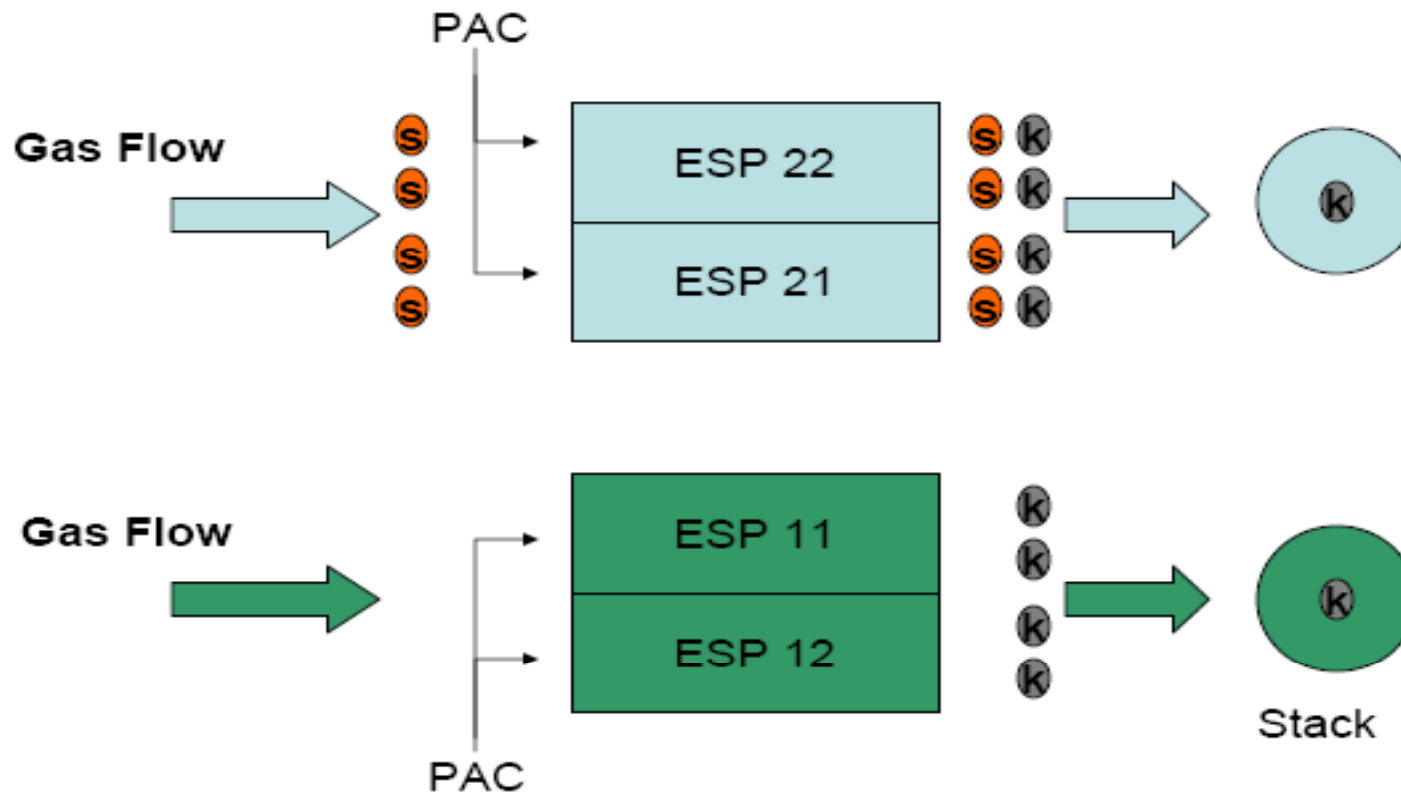 PAC
Gas Flow
s
s
s
s
ESP 22
ESP 21
s k
s k
s k
s k
k
Gas Flow
ESP 11
ESP 12
k
k
k
k
k
Stack
PAC